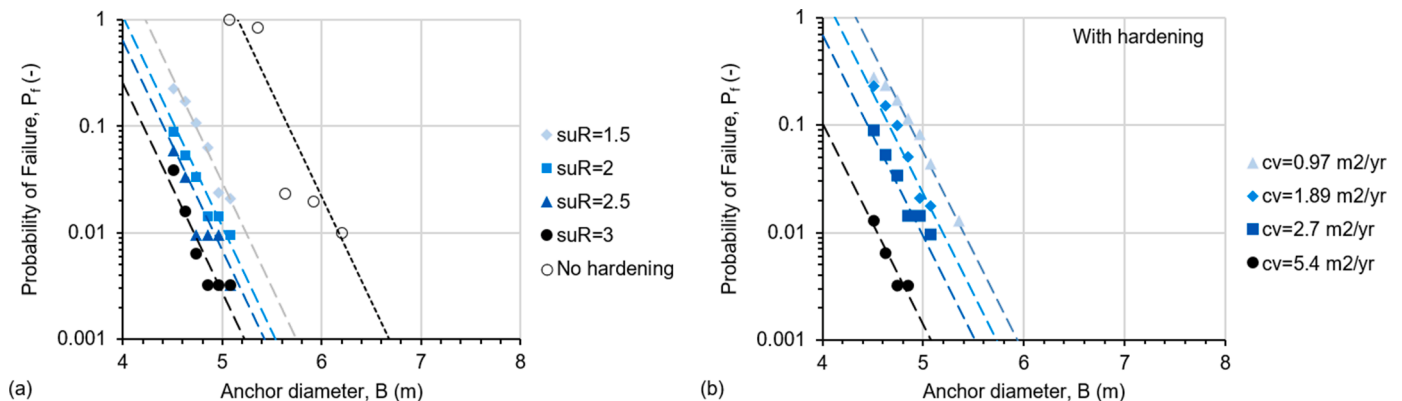 1
0.1
0.01
0.001
Probability of Failure, Pf (-)
4 5 6 7 8
Anchor diameter, B (m)
(a)
suR=1.5
suR=2
suR=2.5
suR=3
No hardening
1
0.1
0.01
0.001
Probability of Failure, Pf (-)
With hardening
4 5 6 7 8
Anchor diameter, B (m)
(b)
cv=0.97 m2/yr
cv=1.89 m2/yr
cv=2.7 m2/yr
cv=5.4 m2/yr